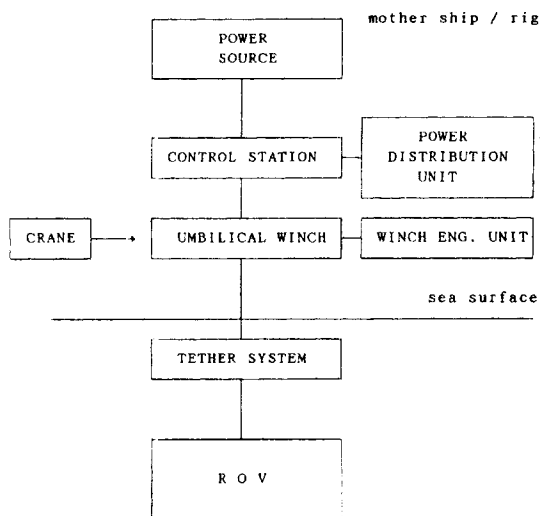 mother ship / rig
POWER
SOURCE
CONTROL STATION
POWER
DISTRIBUTION
UNIT
CRANE
UMBILICAL WINCH
WINCH ENG. UNIT
sea surface
TETHER SYSTEM
R O V